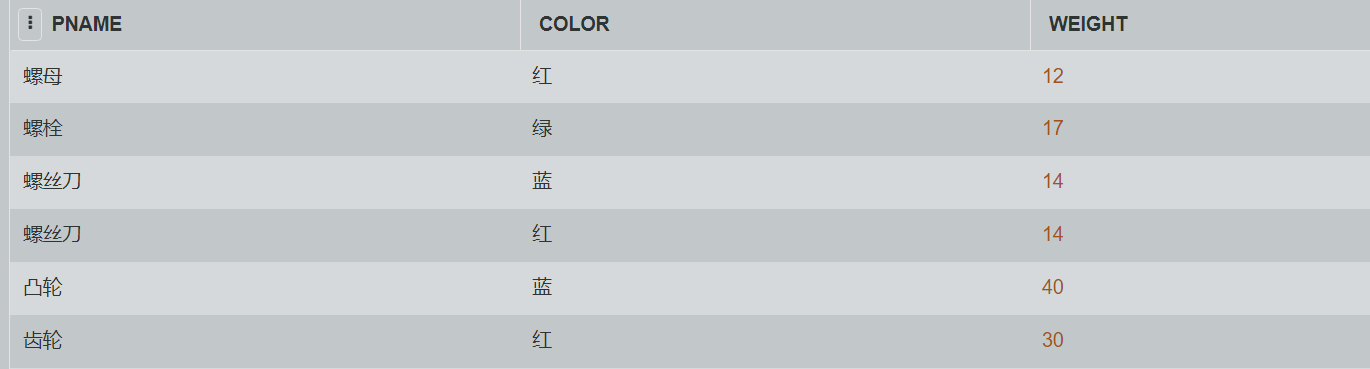 PNAME COLOR WEIGHT
螺母 红 12
螺栓 绿 17
螺丝刀 蓝 14
螺丝刀 红 14
凸轮 蓝 40
齿轮 红 30